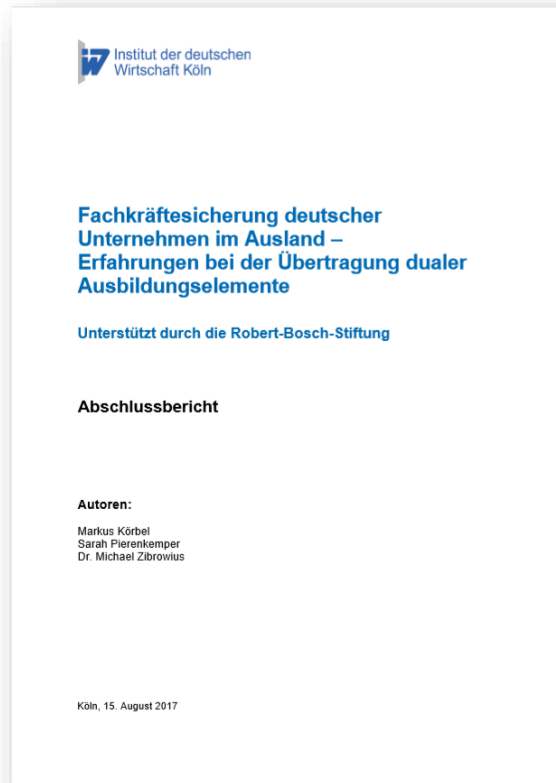 Institut der deutschen
Wirtschaft Köln
Fachkräftesicherung deutscher
Unternehmen im Ausland –
Erfahrungen bei der Übertragung dualer
Ausbildungselemente
Unterstützt durch die Robert-Bosch-Stiftung
Abschlussbericht
Autoren:
Markus Körbel
Sarah Pierenkemper
Dr. Michael Zibrowius
Köln, 15. August 2017